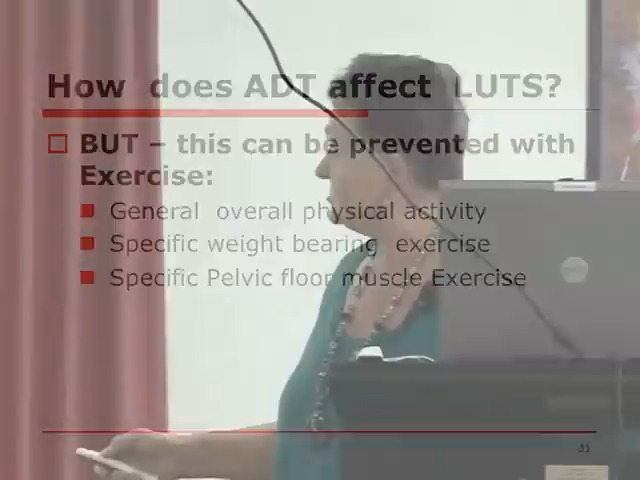 How does ADT affect LUTS?
BUT – this can be prevented with
Exercise:
General overall physical activity
Specific weight bearing exercise
Specific Pelvic floor muscle Exercise
31